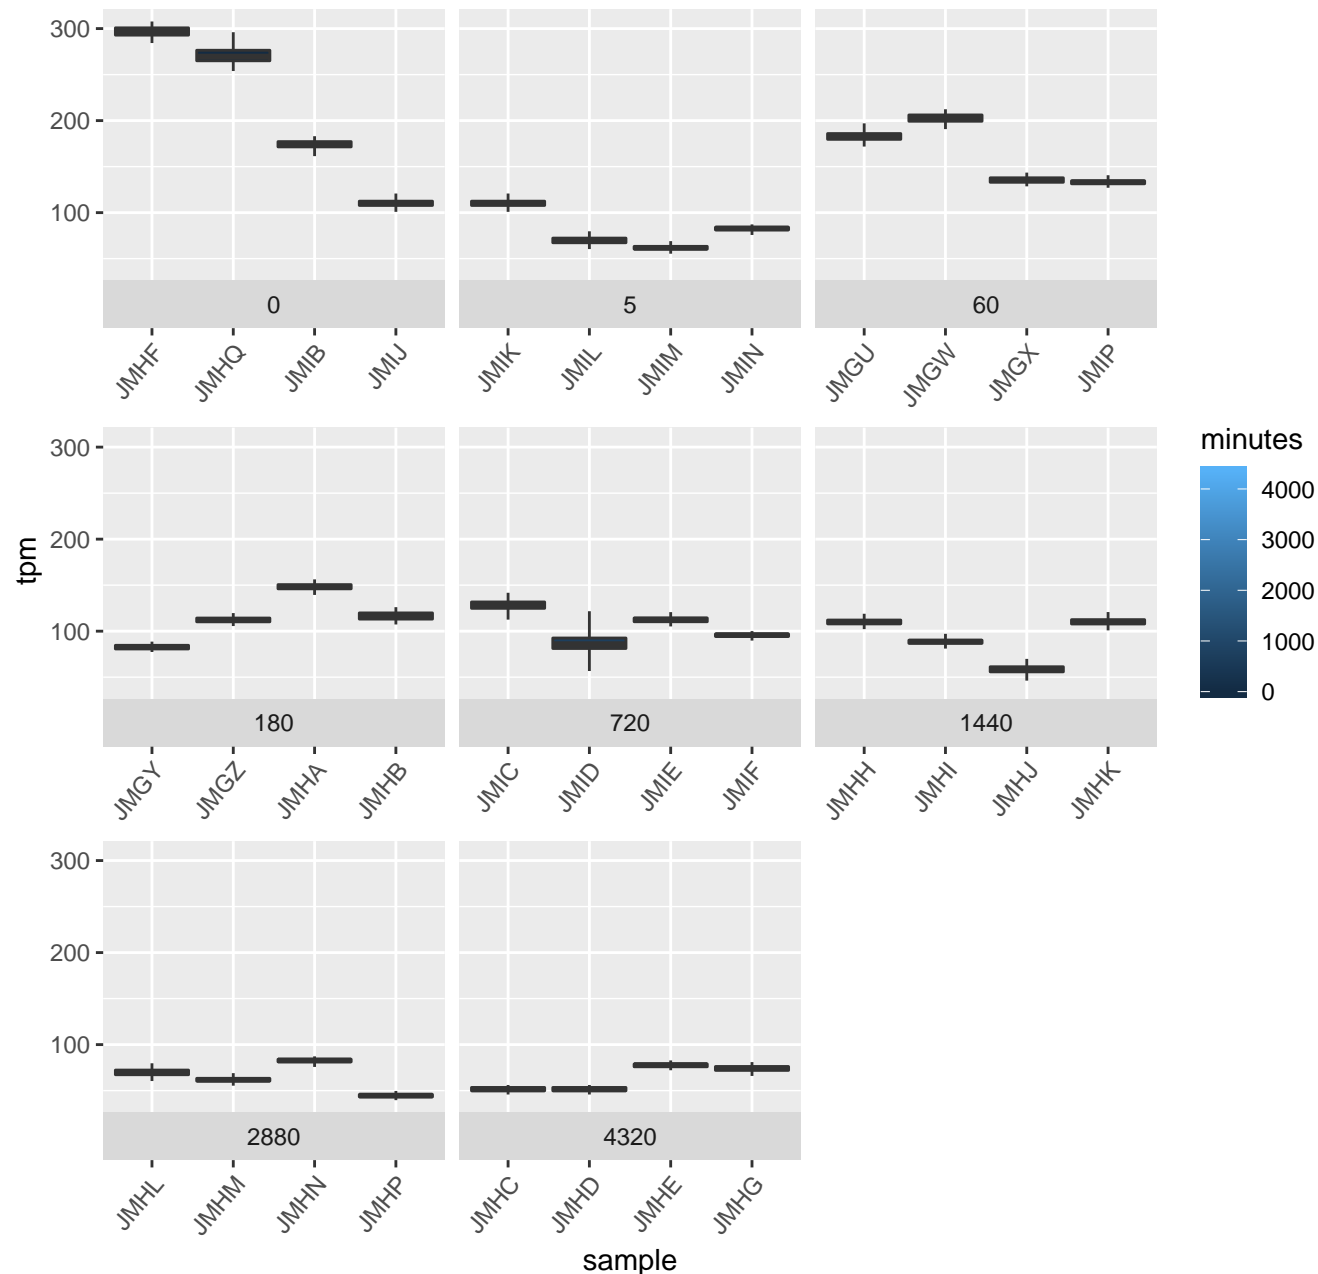 300
200
100
0
5
60
JMHF
JMHQ
JMIB
JMIJ
JMIK
JMIL
JMIM
JMIN
JMGU
JMGW
JMGX
JMIP
tpm
300
200
100
180
720
1440
JMGY
JMGZ
JMHA
JMHB
JMIC
JMID
JMIE
JMIF
JMHH
JMHI
JMHJ
JMHK
minutes
4000
3000
2000
1000
0
300
200
100
2880
4320
JMHL
JMHM
JMHN
JMHP
JMHC
JMHD
JMHE
JMHG
sample